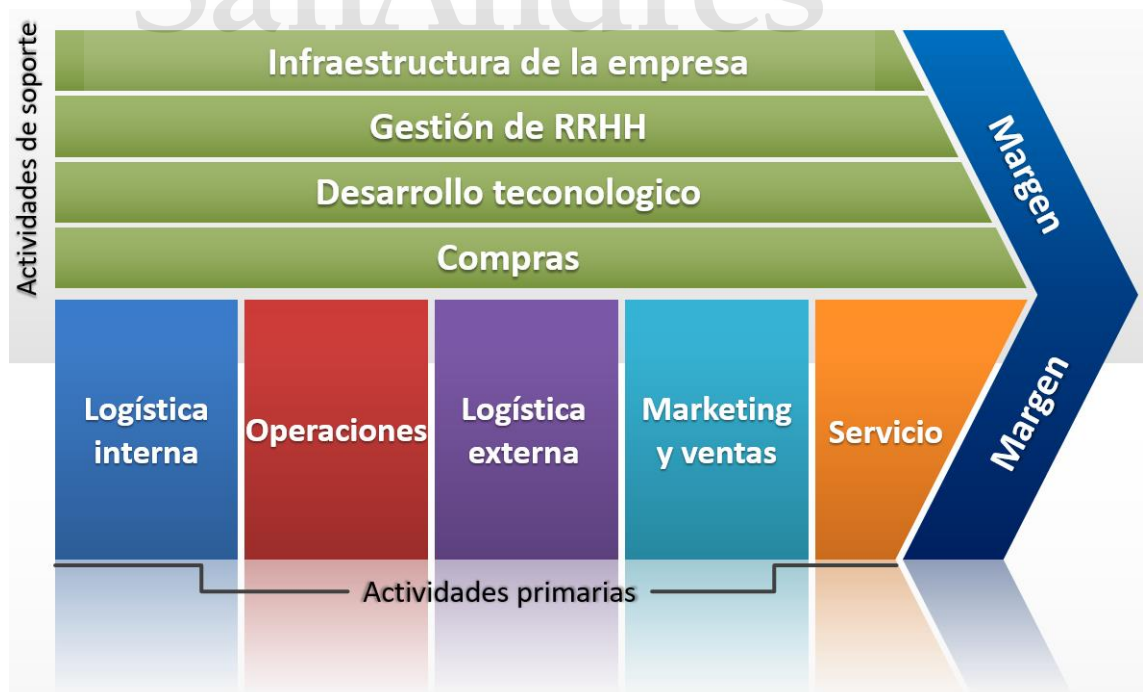 SanAndrés
Actividades de soporte
Infraestructura de la empresa
Gestión de RRHH
Desarrollo teconologico
Compras
Margen
Logística
interna
Operaciones
Logística
externa
Marketing
y ventas
Servicio
Margen
Actividades primarias